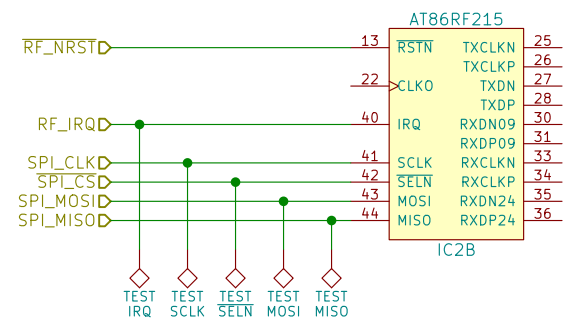 AT86RF215
RF_NRST 13 RSTN TXCLKN 25
TXCLKP 26
22 CLKO TXDN 27
TXDP 28
RF_IRQ 40 IRQ RXDN09 30
RXDP09 31
SPI_CLK 41 SCLK RXCLKN 33
SPI_CS 42 SELN RXCLKP 34
SPI_MOSI 43 MOSI RXDN24 35
SPI_MISO 44 MISO RXDP24 36
IC2B
TEST TEST TEST TEST TEST
IRQ SCLK SELN MOSI MISO